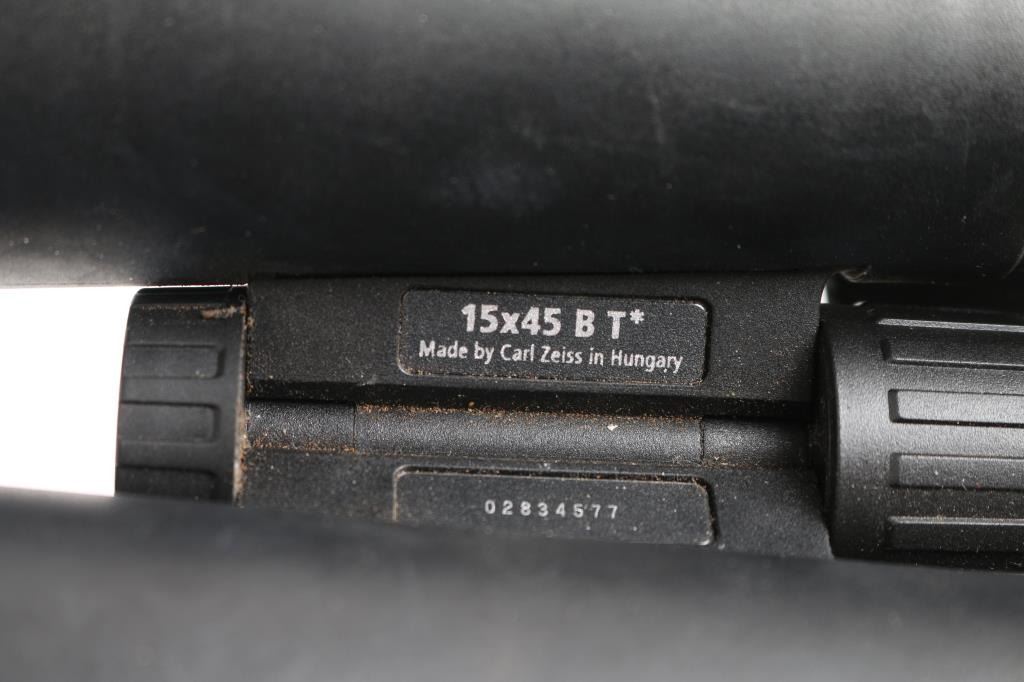 15x45 B T*
Made by Carl Zeiss in Hungary
02834577